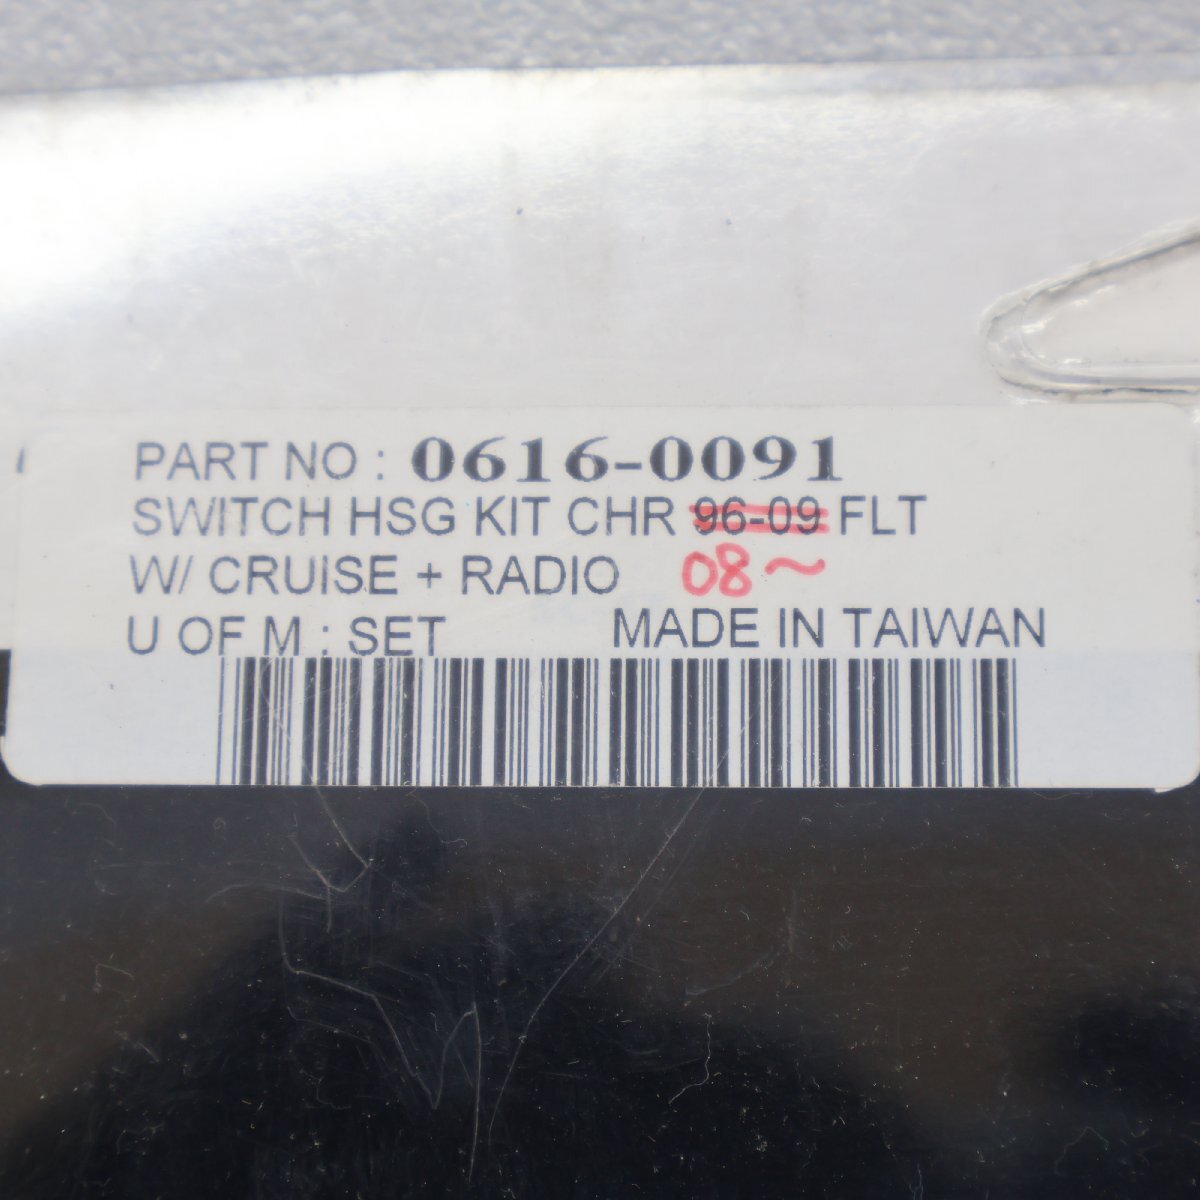 PART NO : 0616-0091
SWITCH HSG KIT CHR 96-09 FLT
W/ CRUISE + RADIO 08~
U OF M : SET MADE IN TAIWAN